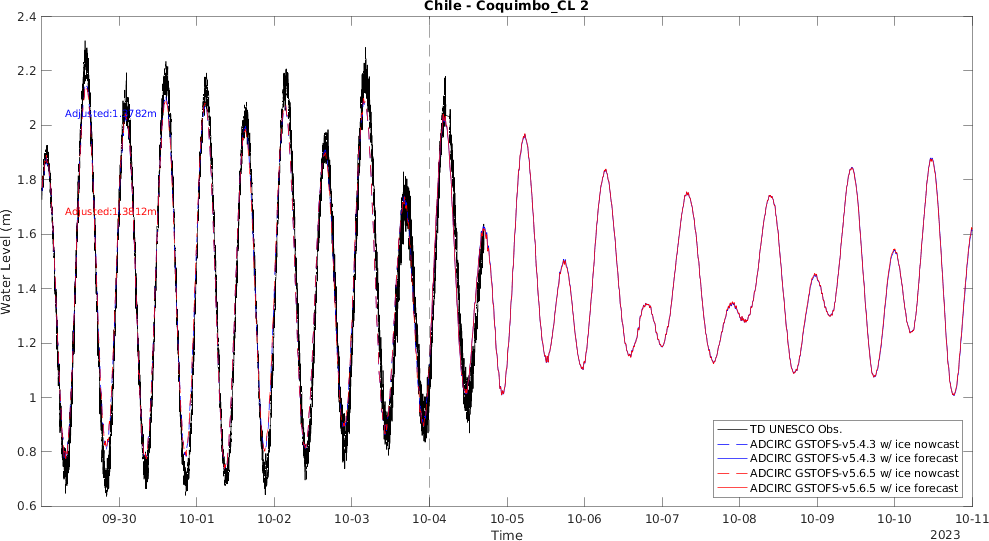 Chile - Coquimbo_CL 2
2.4
2.2
2
1.8
1.6
1.4
1.2
1
0.8
0.6
Water Level (m)
Adjusted:1.3812m
TD UNESCO Obs.
ADCIRC GSTOFS-v5.4.3 w/ ice nowcast
ADCIRC GSTOFS-v5.4.3 w/ ice forecast
ADCIRC GSTOFS-v5.6.5 w/ ice nowcast
ADCIRC GSTOFS-v5.6.5 w/ ice forecast
09-30 10-01 10-02 10-03 10-04 10-05 10-06 10-07 10-08 10-09 10-10 10-11
Time
2023